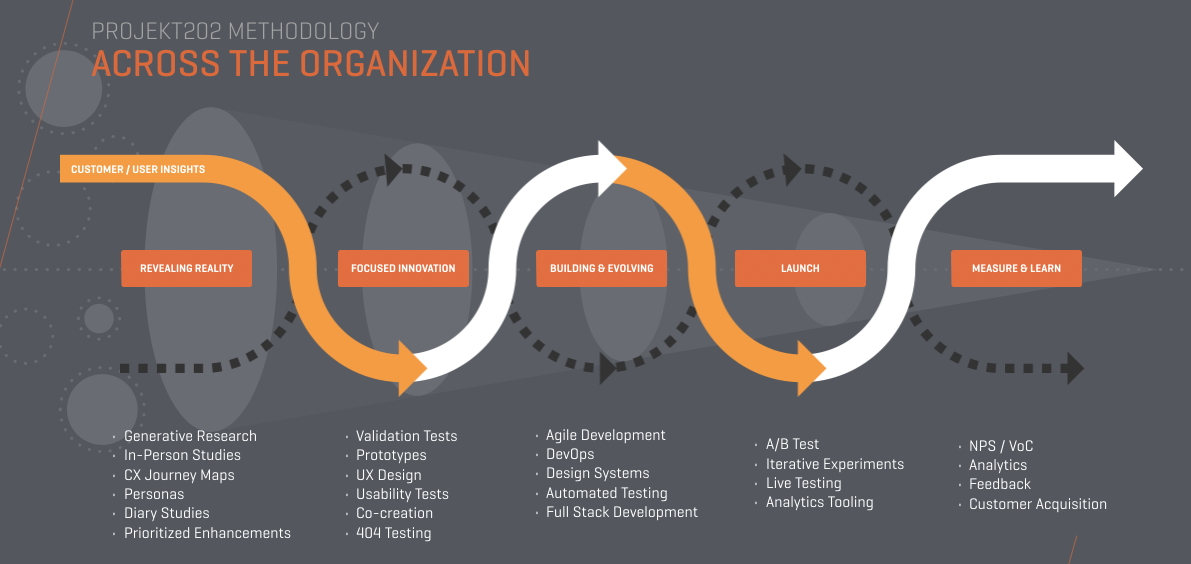 PROJEKT202 METHODOLOGY
ACROSS THE ORGANIZATION
CUSTOMER / USER INSIGHTS
REVEALING REALITY
FOCUSED INNOVATION
BUILDING & EVOLVING
LAUNCH
MEASURE & LEARN
· Generative Research
· In-Person Studies
· CX Journey Maps
· Personas
· Diary Studies
· Prioritized Enhancements
· Validation Tests
· Prototypes
· UX Design
· Usability Tests
· Co-creation
· 404 Testing
· Agile Development
· DevOps
· Design Systems
· Automated Testing
· Full Stack Development
· A/B Test
· Iterative Experiments
· Live Testing
· Analytics Tooling
· NPS / VoC
· Analytics
· Feedback
· Customer Acquisition